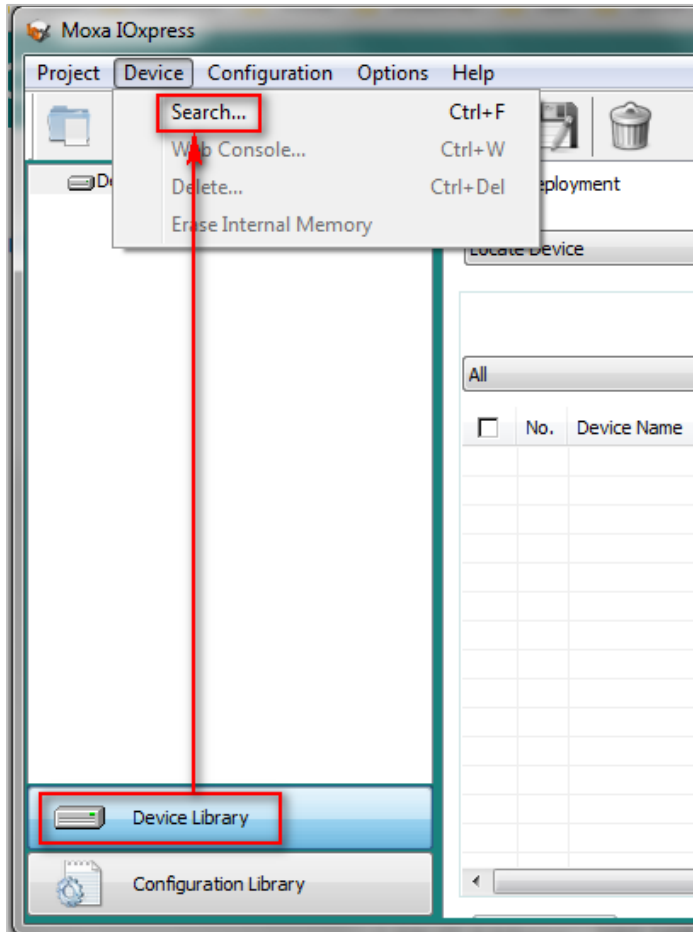 Moxa IOxpress
Project Device Configuration Options Help
Search... Ctrl+F
Web Console... Ctrl+W
Delete... Ctrl+Del
Erase Internal Memory
Locate Device
All
No. Device Name
Device Library
Configuration Library